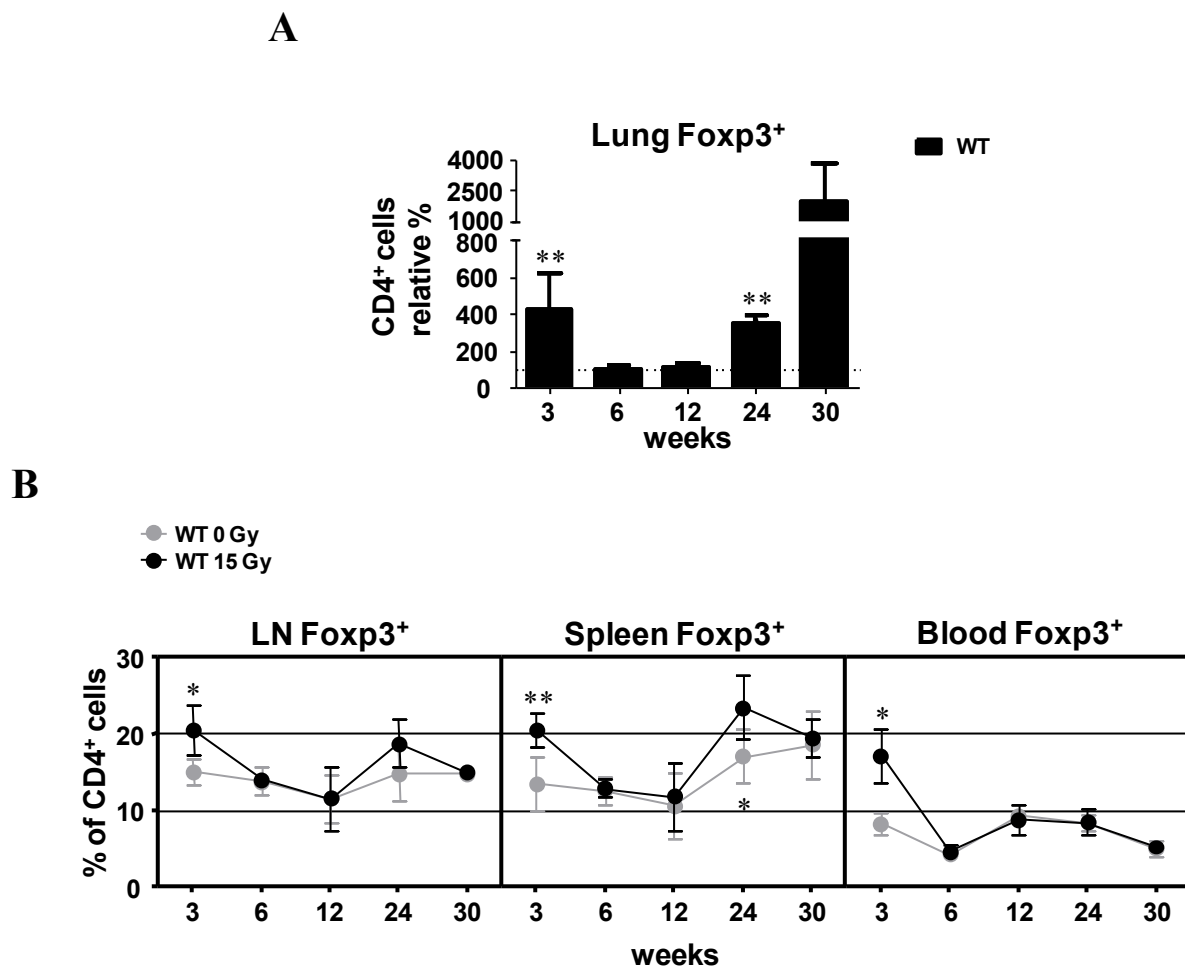 A
Lung Foxp3⁺
WT
CD4⁺ cells
relative %
4000
2500
1000
800
600
400
200
0
**
**
3 6 12 24 30
weeks
B
WT 0 Gy
WT 15 Gy
LN Foxp3⁺ Spleen Foxp3⁺ Blood Foxp3⁺
% of CD4⁺ cells
30
20
10
0
*
**
*
*
3 6 12 24 30 3 6 12 24 30 3 6 12 24 30
weeks